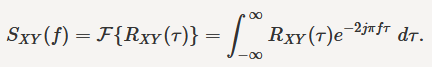 S_{XY}(f) = \mathcal{F}\{R_{XY}(\tau)\} = \int_{-\infty}^{\infty} R_{XY}(\tau)e^{-2j\pi f\tau} \, d\tau.